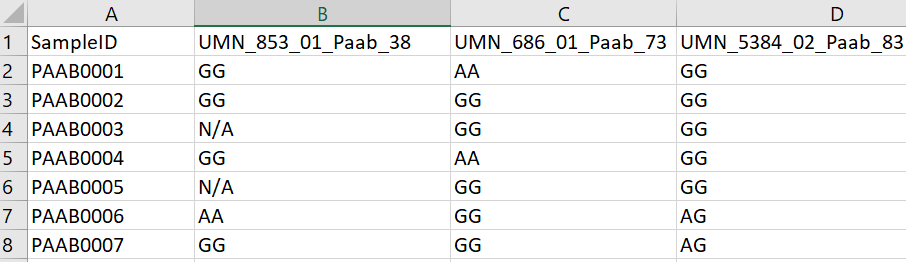 A B C D
1 SampleID UMN_853_01_Paab_38 UMN_686_01_Paab_73 UMN_5384_02_Paab_83
2 PAAB0001 GG AA GG
3 PAAB0002 GG GG GG
4 PAAB0003 N/A GG GG
5 PAAB0004 GG AA GG
6 PAAB0005 N/A GG GG
7 PAAB0006 AA GG AG
8 PAAB0007 GG GG AG